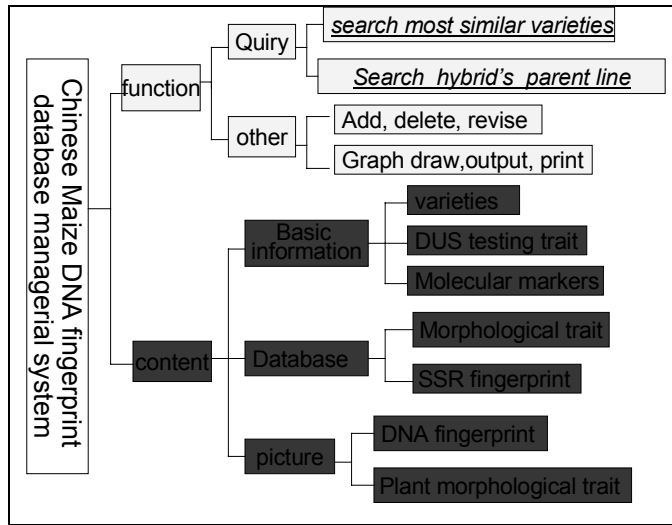 Chinese Maize DNA fingerprint
database managerial system
function
Quiry
search most similar varieties
Search hybrid's parent line
other
Add, delete, revise
Graph draw,output, print
content
Basic
information
varieties
DUS testing trait
Molecular markers
Database
Morphological trait
SSR fingerprint
picture
DNA fingerprint
Plant morphological trait